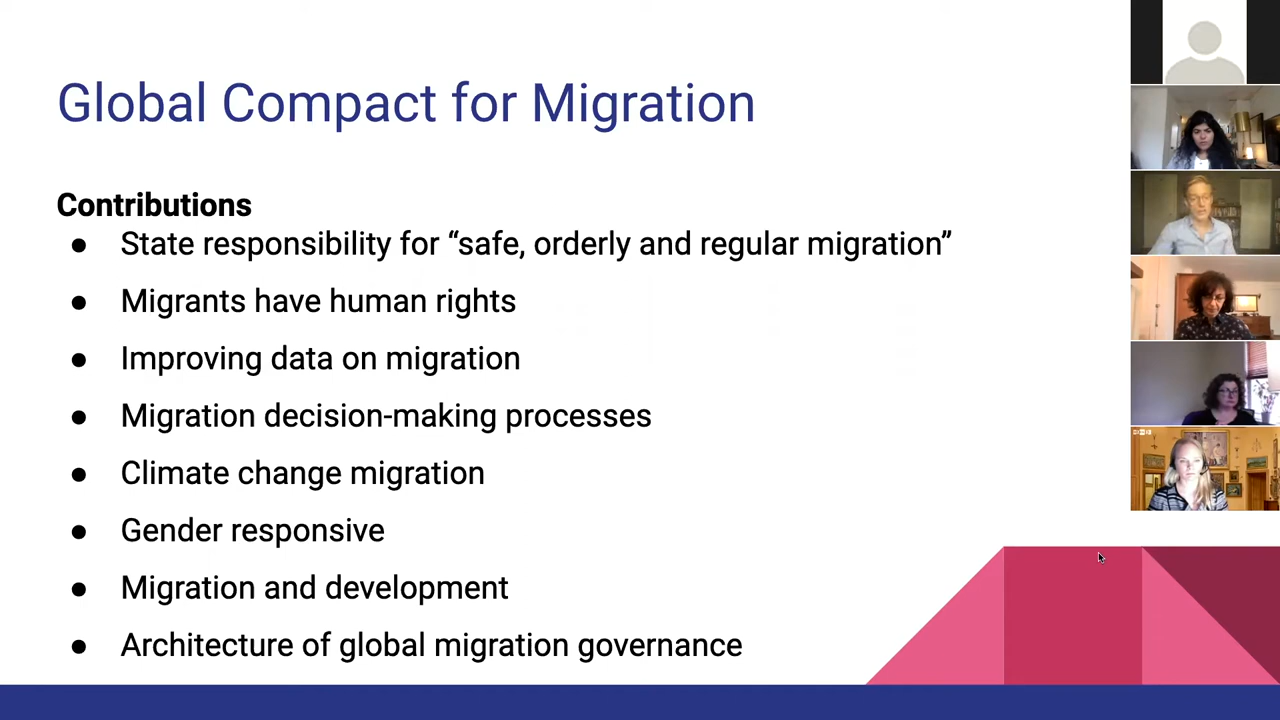 Global Compact for Migration
Contributions
● State responsibility for “safe, orderly and regular migration”
● Migrants have human rights
● Improving data on migration
● Migration decision-making processes
● Climate change migration
● Gender responsive
● Migration and development
● Architecture of global migration governance